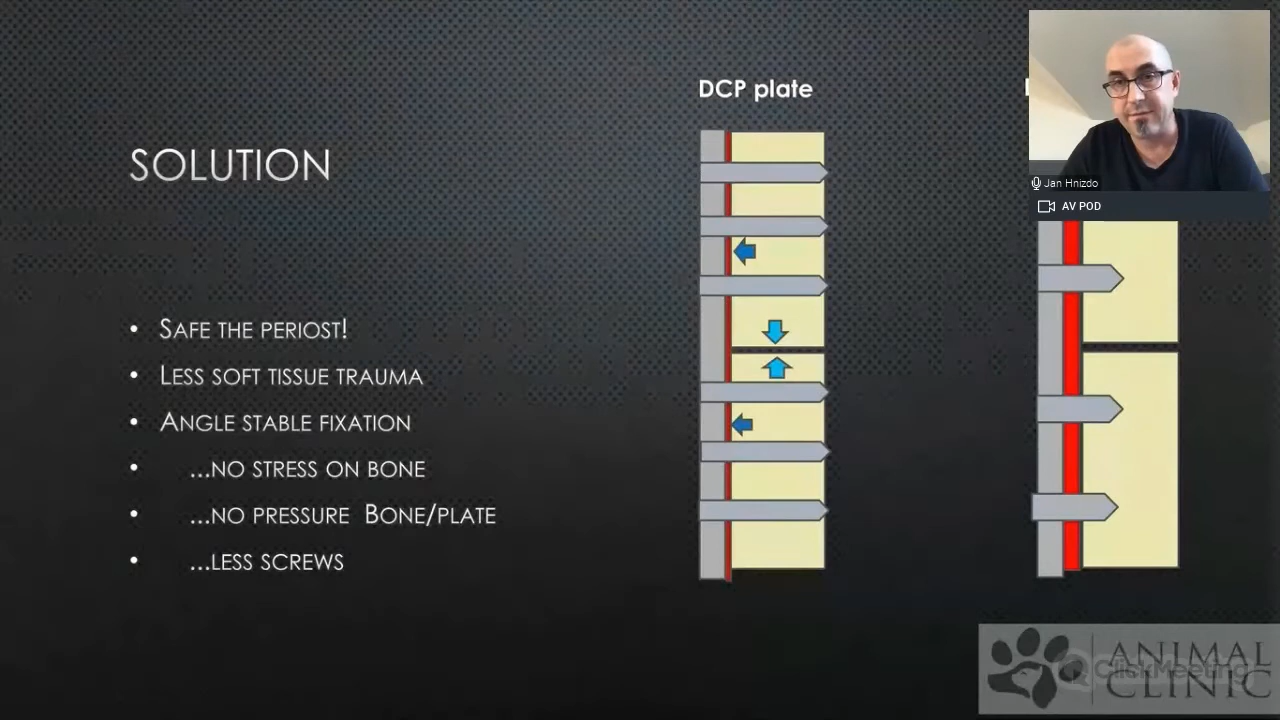 DCP plate
SOLUTION
• SAFE THE PERIOST!
• LESS SOFT TISSUE TRAUMA
• ANGLE STABLE FIXATION
• ...NO STRESS ON BONE
• ...NO PRESSURE BONE/PLATE
• ...LESS SCREWS
Jan Hnizdo
AV POD
ANIMAL
CLINIC
ClickMeeting